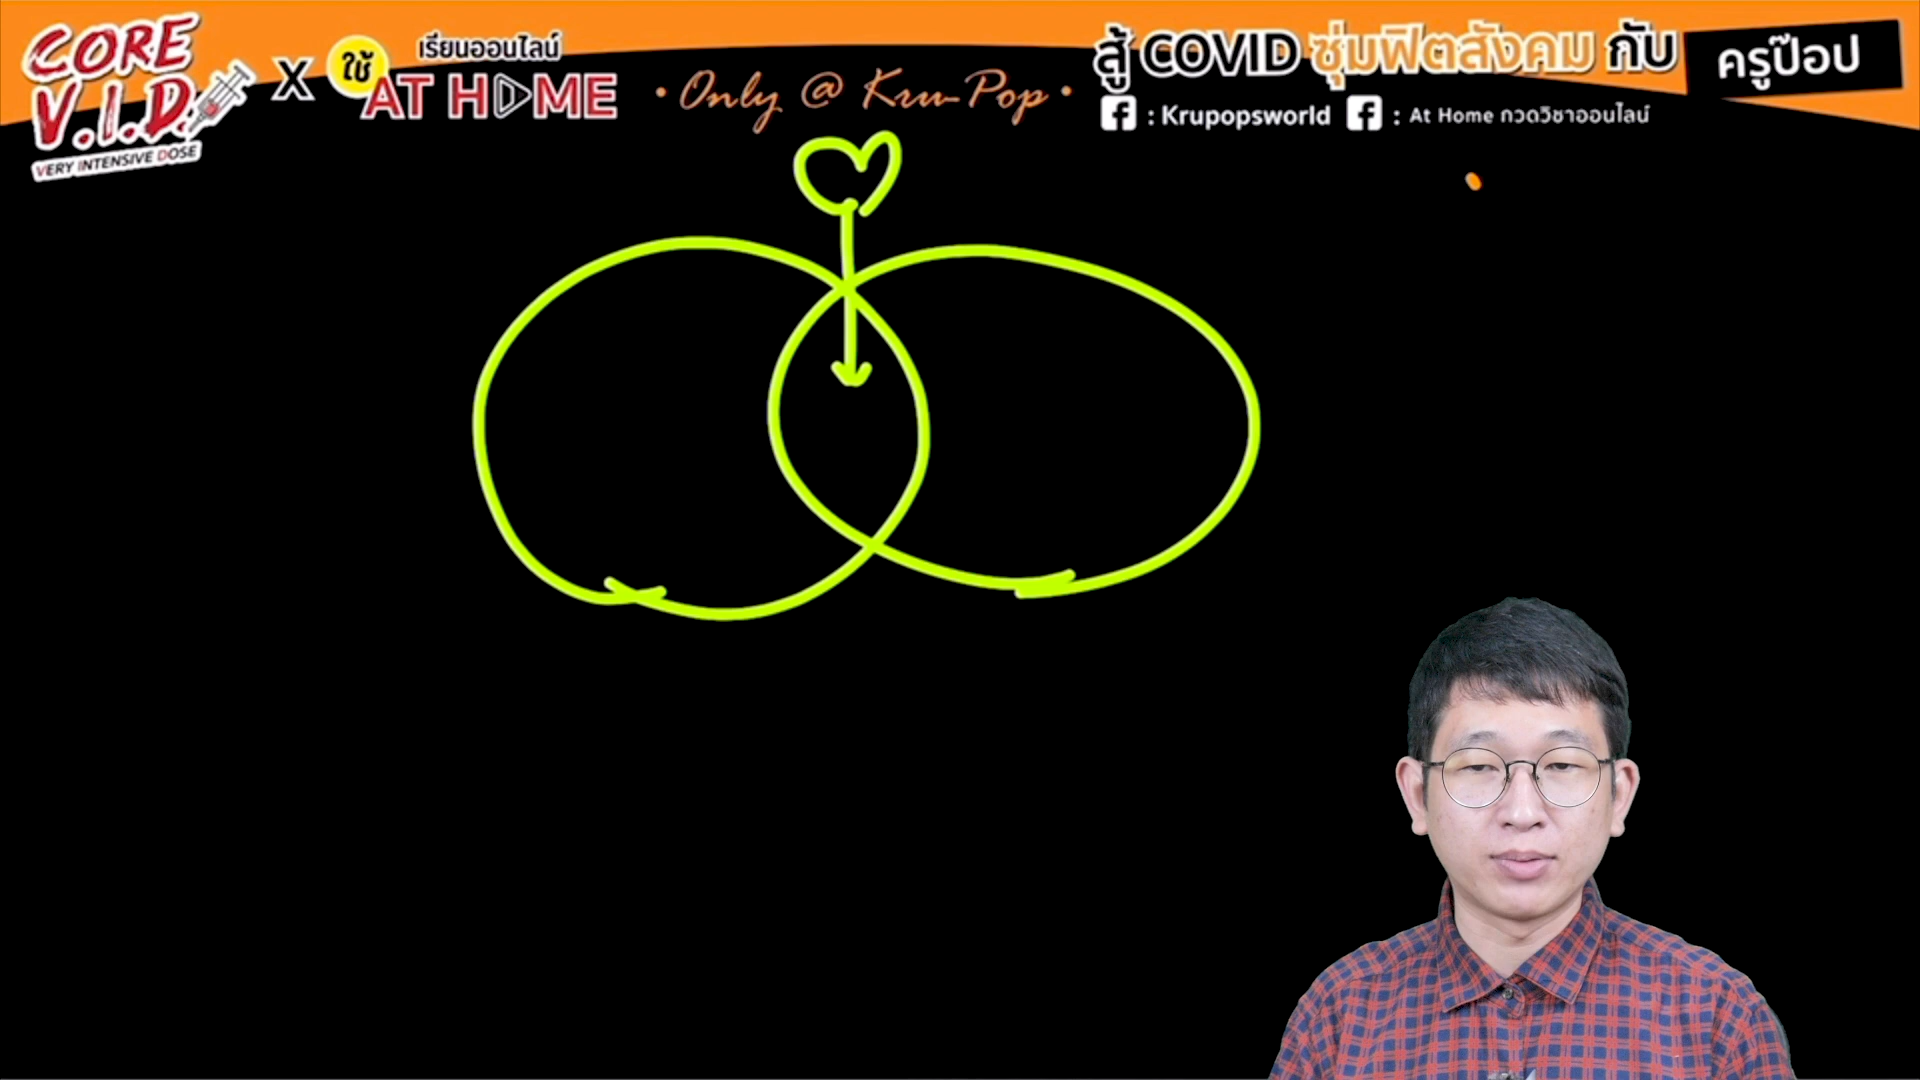 CORE
V.I.D.
VERY INTENSIVE DOSE
X
ใช้
เรียนออนไลน์
AT HOME
• Only @ Kru-Pop •
สู้ COVID ซุ่มฟิตสังคม กับ ครูป๊อป
: Krupopsworld
: At Home กวดวิชาออนไลน์